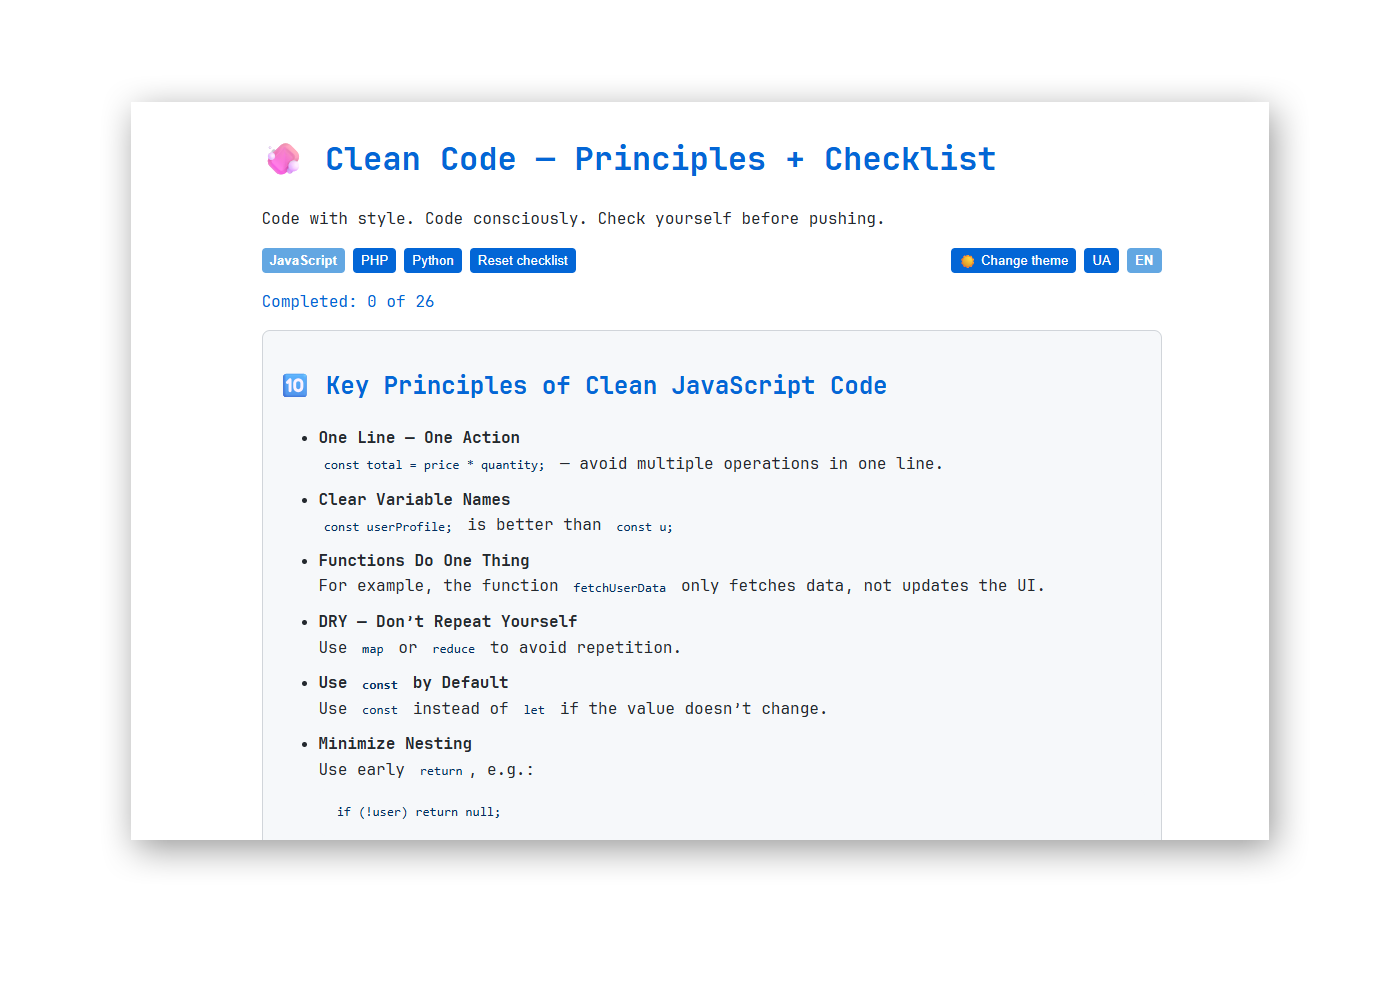 Clean Code — Principles + Checklist
Code with style. Code consciously. Check yourself before pushing.
JavaScript PHP Python Reset checklist Change theme UA EN
Completed: 0 of 26
10 Key Principles of Clean JavaScript Code
One Line — One Action
const total = price * quantity; — avoid multiple operations in one line.
Clear Variable Names
const userProfile; is better than const u;
Functions Do One Thing
For example, the function fetchUserData only fetches data, not updates the UI.
DRY — Don’t Repeat Yourself
Use map or reduce to avoid repetition.
Use const by Default
Use const instead of let if the value doesn’t change.
Minimize Nesting
Use early return, e.g.:
if (!user) return null;